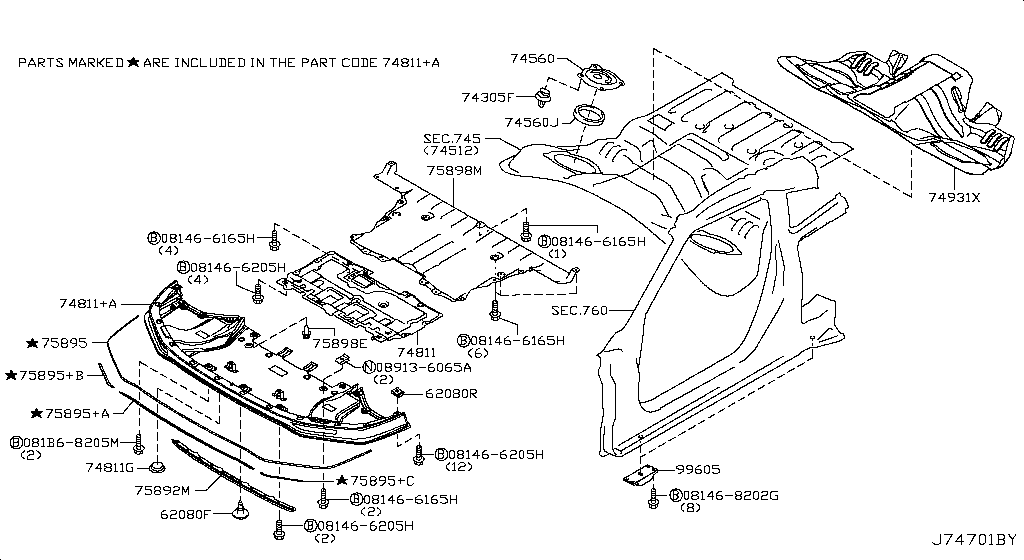 PARTS MARKED ★ ARE INCLUDED IN THE PART CODE 74811+A
74560
74305F
74560J
SEC.745
(74512)
75898M
74931X
Ⓑ08146-6165H
(4)
Ⓑ08146-6205H
(4)
Ⓑ08146-6165H
(1)
74811+A
SEC.760
★75895
75898E
74811
Ⓑ08146-6165H
(6)
★75895+B
Ⓝ08913-6065A
(2)
62080R
★75895+A
Ⓑ081B6-8205M
(2)
Ⓑ08146-6205H
(12)
74811G
99605
75892M
★75895+C
Ⓑ08146-6165H
(2)
Ⓑ08146-8202G
(8)
62080F
Ⓑ08146-6205H
(2)
J74701BY